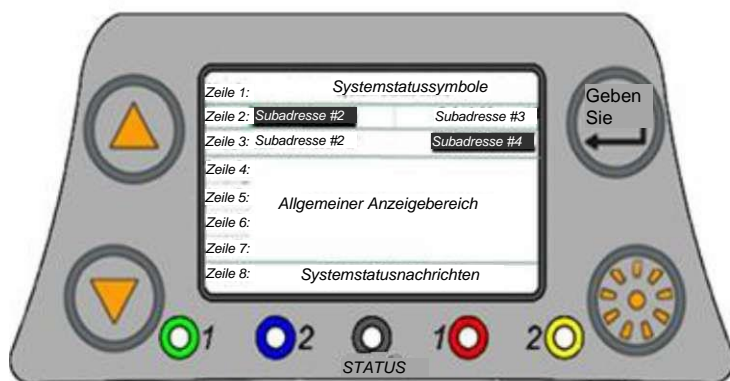 Zeile 1: Systemstatussymbole
Zeile 2: Subadresse #2 Subadresse #3
Zeile 3: Subadresse #2 Subadresse #4
Zeile 4:
Zeile 5:
Allgemeiner Anzeigebereich
Zeile 6:
Zeile 7:
Zeile 8: Systemstatusnachrichten
Geben
Sie
1 2 1 2
STATUS